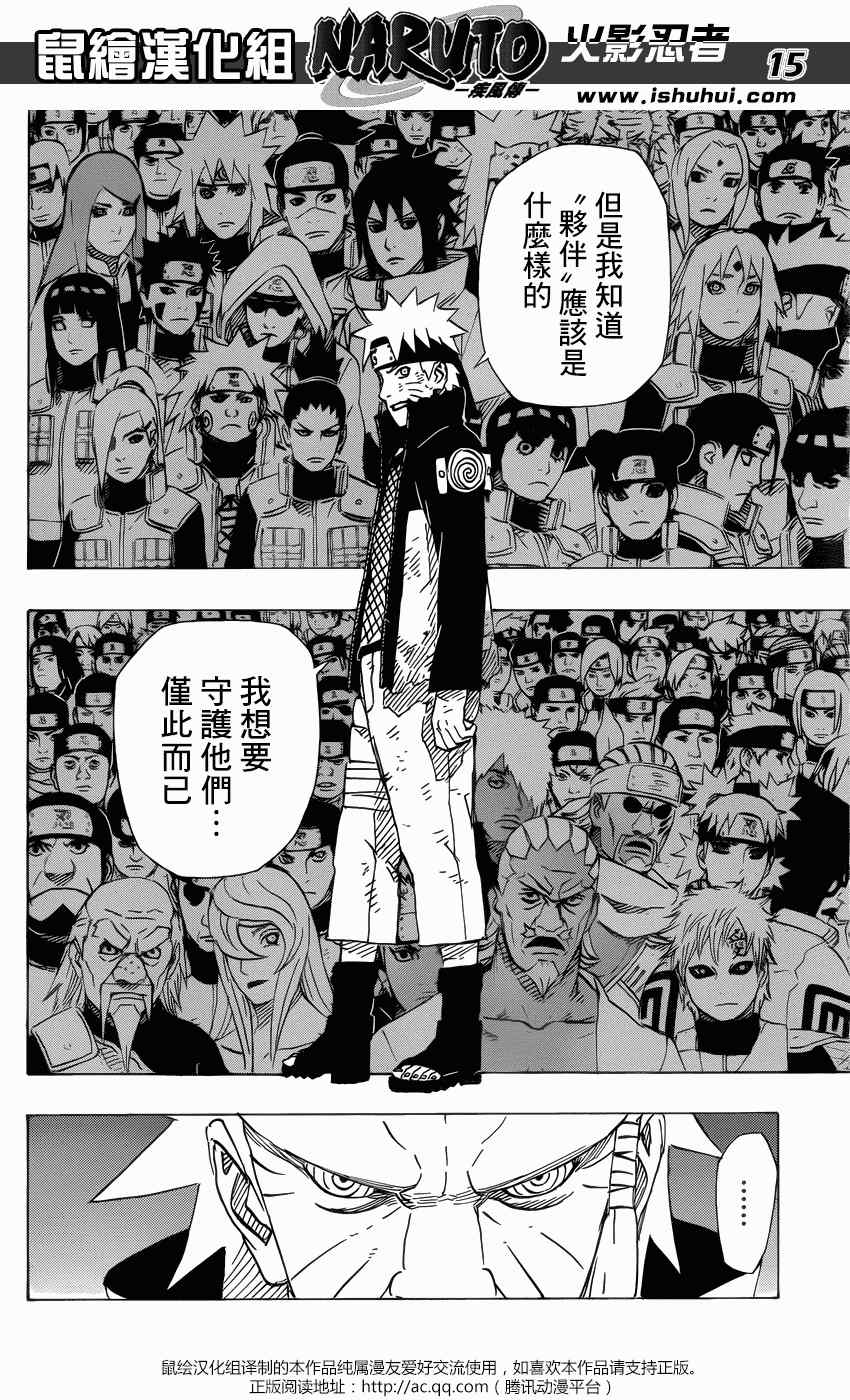 鼠繪漢化組
NARUTO
疾風傳
火影忍者
15
www.ishuhui.com
但是我知道
〝夥伴〞應該是
什麼樣的
我想要
守護他們…
僅此而已
……
鼠绘汉化组译制的本作品纯属漫友爱好交流使用，如喜欢本作品请支持正版。
正版阅读地址：http://ac.qq.com（腾讯动漫平台）